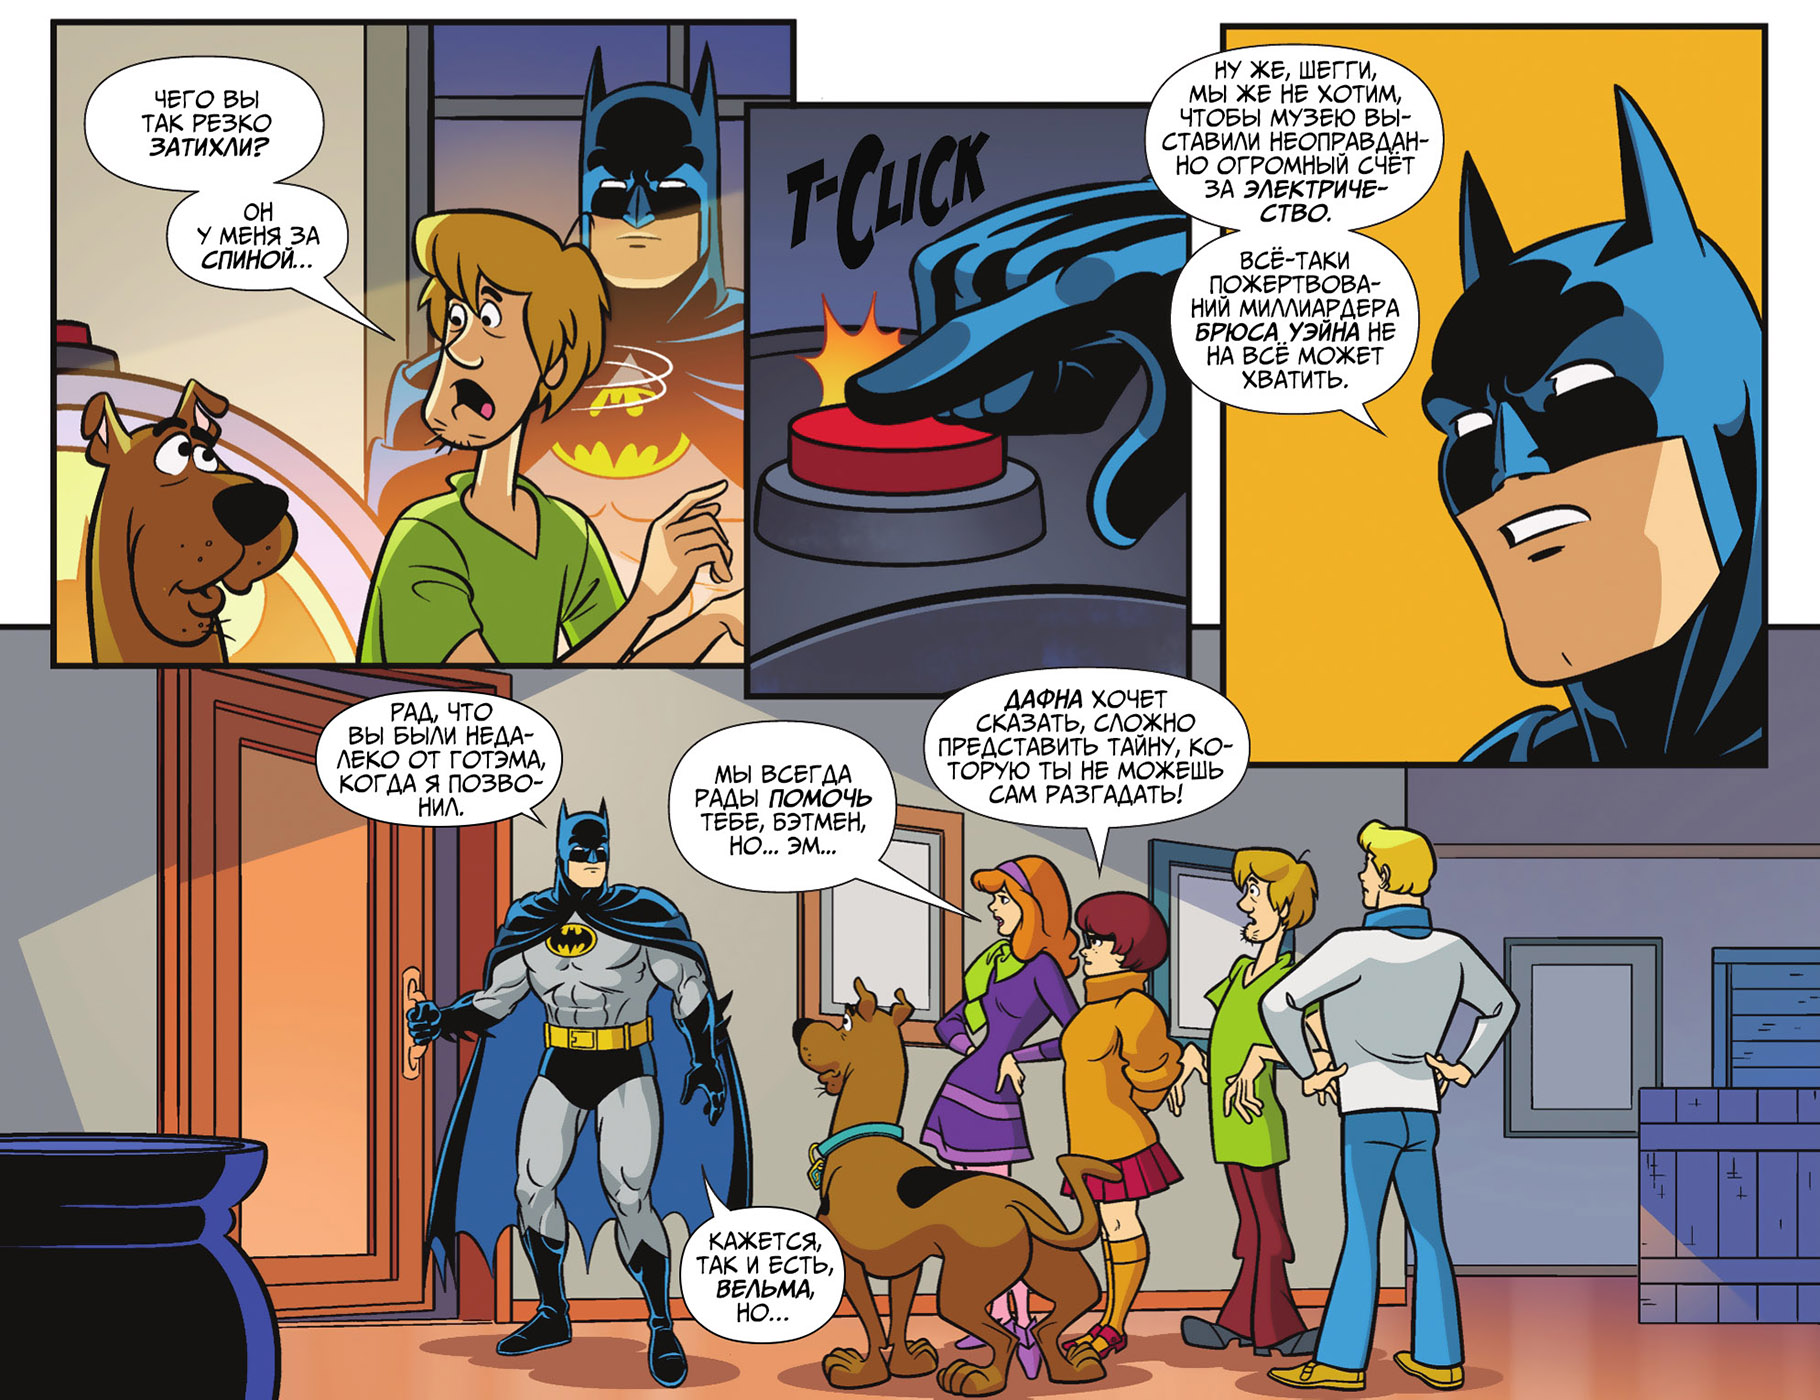 ЧЕГО ВЫ
ТАК РЕЗКО
ЗАТИХЛИ?
ОН
У МЕНЯ ЗА
СПИНОЙ...
T-CLICK
НУ ЖЕ, ШЕГГИ,
МЫ ЖЕ НЕ ХОТИМ,
ЧТОБЫ МУЗЕЮ ВЫ-
СТАВИЛИ НЕОПРАВДАН-
НО ОГРОМНЫЙ СЧЁТ
ЗА ЭЛЕКТРИЧЕ-
СТВО.
ВСЁ-ТАКИ
ПОЖЕРТВОВА-
НИЙ МИЛЛИАРДЕРА
БРЮСА УЭЙНА НЕ
НА ВСЁ МОЖЕТ
ХВАТИТЬ.
РАД, ЧТО
ВЫ БЫЛИ НЕДА-
ЛЕКО ОТ ГОТЭМА,
КОГДА Я ПОЗВО-
НИЛ.
МЫ ВСЕГДА
РАДЫ ПОМОЧЬ
ТЕБЕ, БЭТМЕН,
НО... ЭМ...
ДАФНА ХОЧЕТ
СКАЗАТЬ, СЛОЖНО
ПРЕДСТАВИТЬ ТАЙНУ, КО-
ТОРУЮ ТЫ НЕ МОЖЕШЬ
САМ РАЗГАДАТЬ!
КАЖЕТСЯ,
ТАК И ЕСТЬ,
ВЕЛЬМА,
НО...